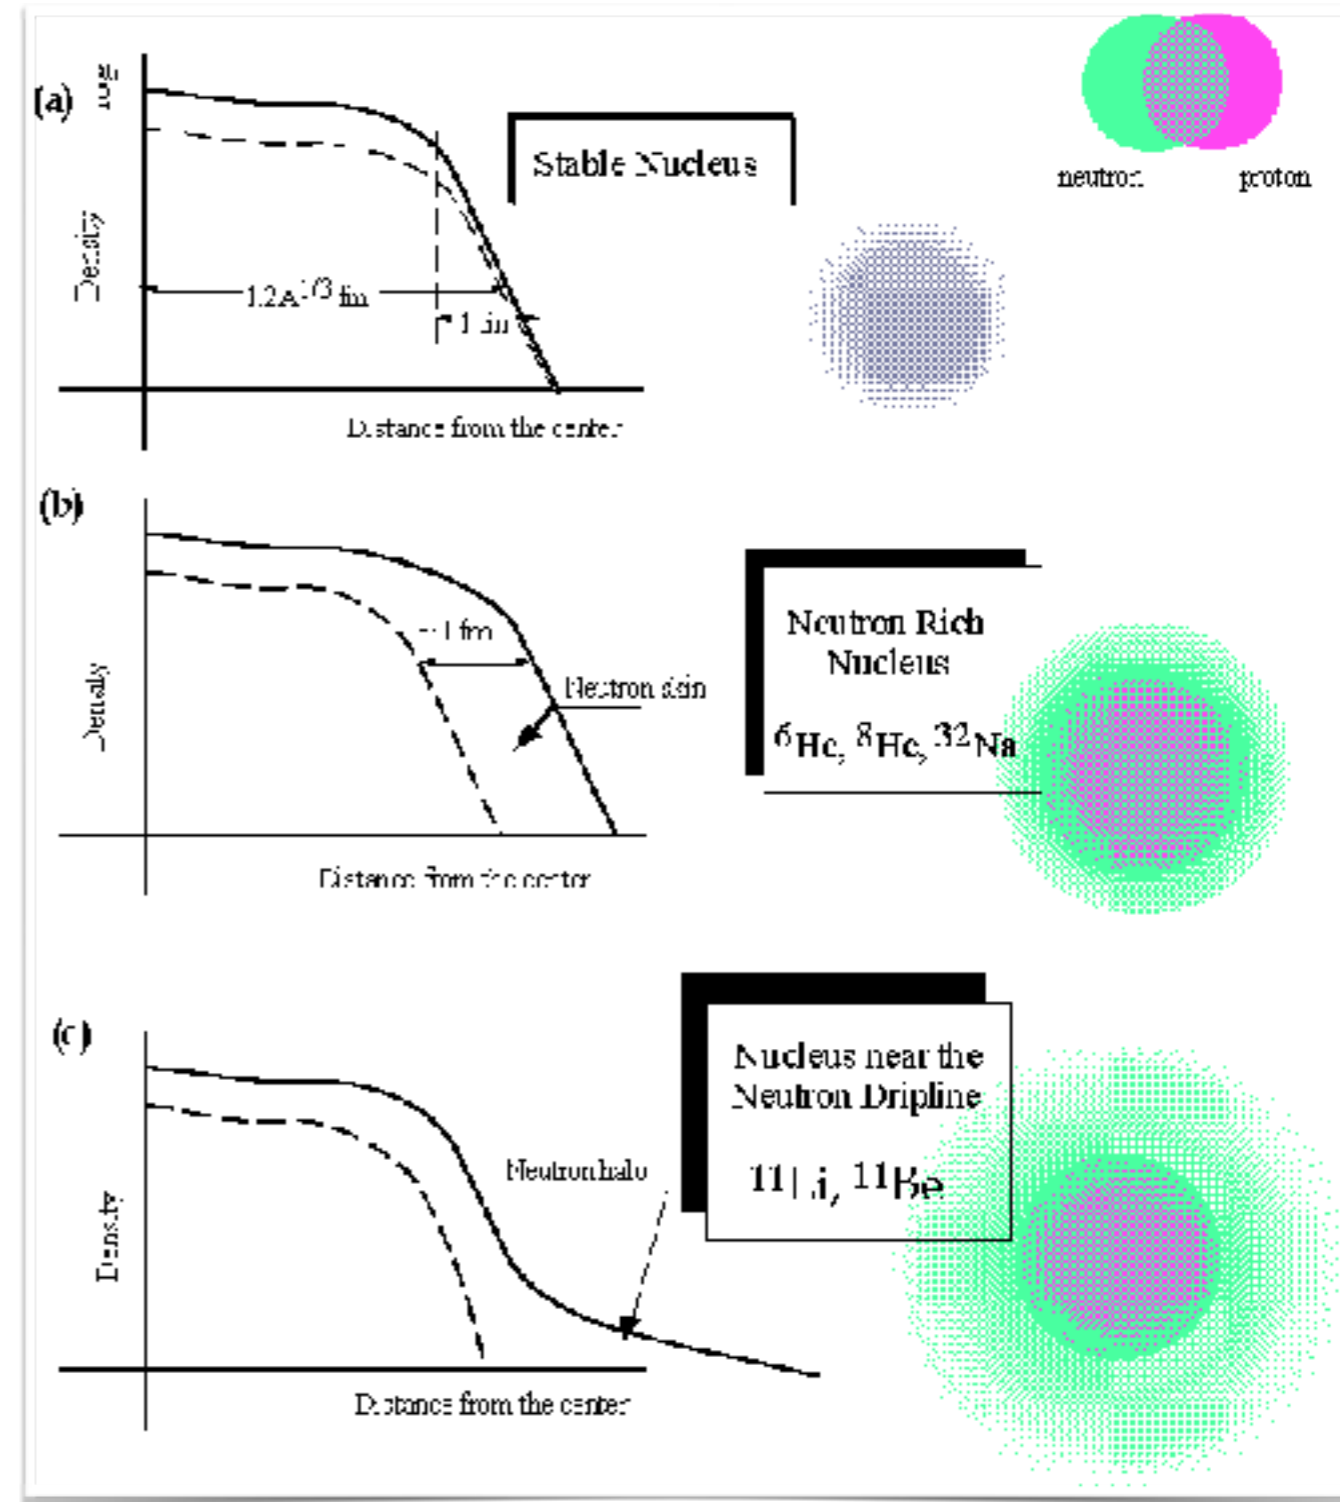 (a)
log
Density
Stable Nucleus
neutron
proton
1.2A^1/3 fm
Distance from the center
(b)
Density
~1 fm
Neutron skin
Neutron Rich
Nucleus
6He, 8He, 32Na
Distance from the center
(c)
Density
Neutron halo
Nucleus near the
Neutron Dripline
11Li, 11Be
Distance from the center